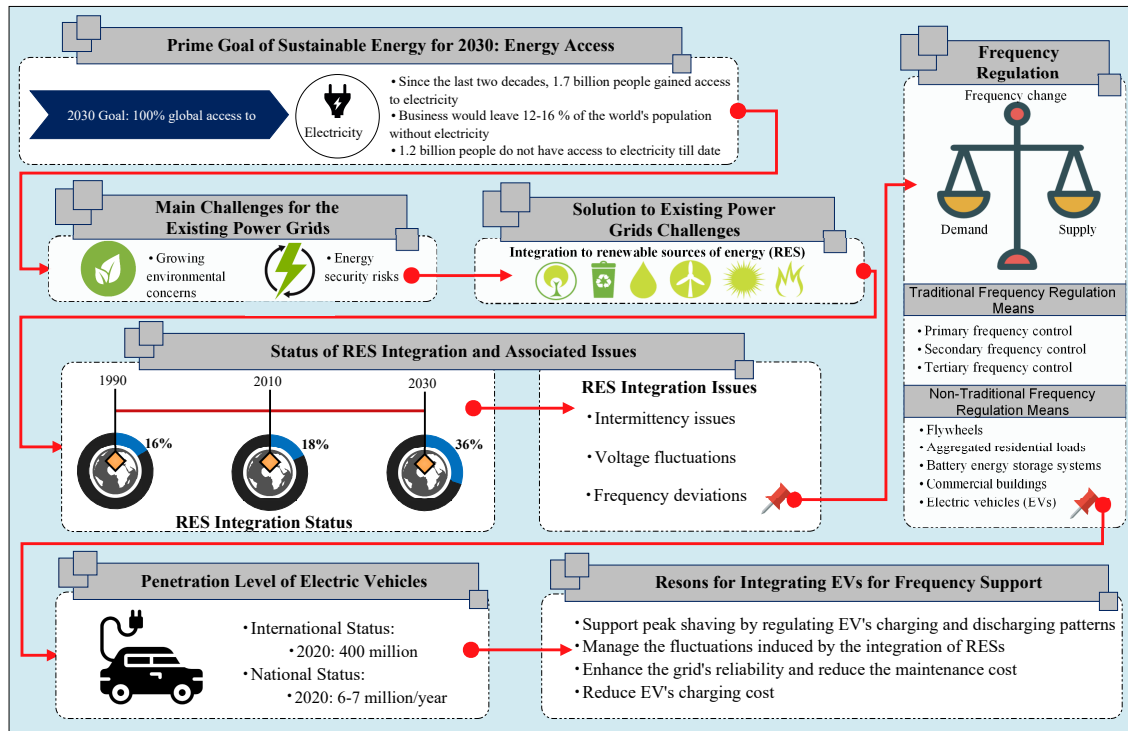 Prime Goal of Sustainable Energy for 2030: Energy Access
2030 Goal: 100% global access to
Electricity
• Since the last two decades, 1.7 billion people gained access
to electricity
• Business would leave 12-16 % of the world's population
without electricity
• 1.2 billion people do not have access to electricity till date
Main Challenges for the
Existing Power Grids
• Growing
environmental
concerns
• Energy
security risks
Solution to Existing Power
Grids Challenges
Integration to renewable sources of energy (RES)
Status of RES Integration and Associated Issues
1990
2010
2030
16%
18%
36%
RES Integration Status
RES Integration Issues
• Intermittency issues
• Voltage fluctuations
• Frequency deviations
Frequency
Regulation
Frequency change
Demand
Supply
Traditional Frequency Regulation
Means
• Primary frequency control
• Secondary frequency control
• Tertiary frequency control
Non-Traditional Frequency
Regulation Means
• Flywheels
• Aggregated residential loads
• Battery energy storage systems
• Commercial buildings
• Electric vehicles (EVs)
Penetration Level of Electric Vehicles
• International Status:
• 2020: 400 million
• National Status:
• 2020: 6-7 million/year
Resons for Integrating EVs for Frequency Support
• Support peak shaving by regulating EV's charging and discharging patterns
• Manage the fluctuations induced by the integration of RESs
• Enhance the grid's reliability and reduce the maintenance cost
• Reduce EV's charging cost